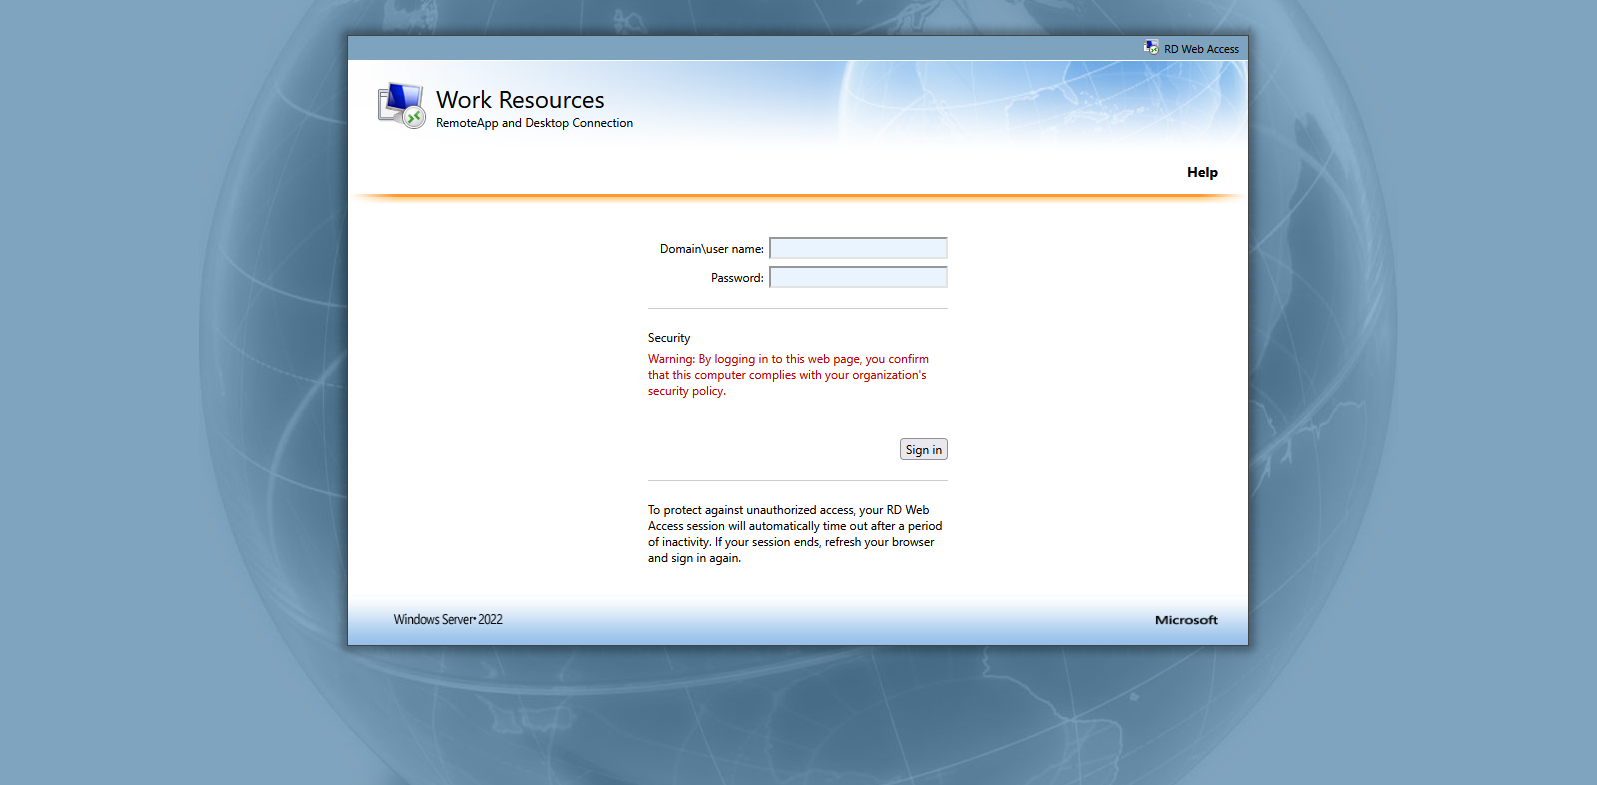 RD Web Access
Work Resources
RemoteApp and Desktop Connection
Help
Domain\user name:
Password:
Security
Warning: By logging in to this web page, you confirm
that this computer complies with your organization's
security policy.
Sign in
To protect against unauthorized access, your RD Web
Access session will automatically time out after a period
of inactivity. If your session ends, refresh your browser
and sign in again.
Windows Server 2022
Microsoft